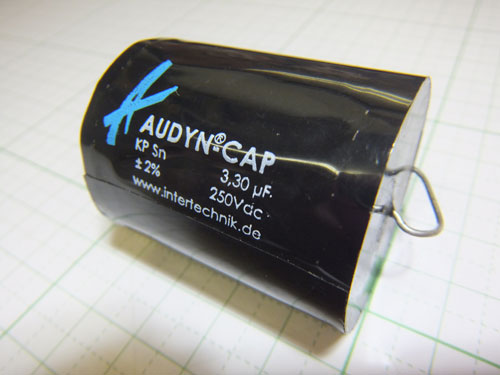 AUDYN®-CAP
KP Sn 3,30 µF.
±2% 250Vdc
www.intertechnik.de